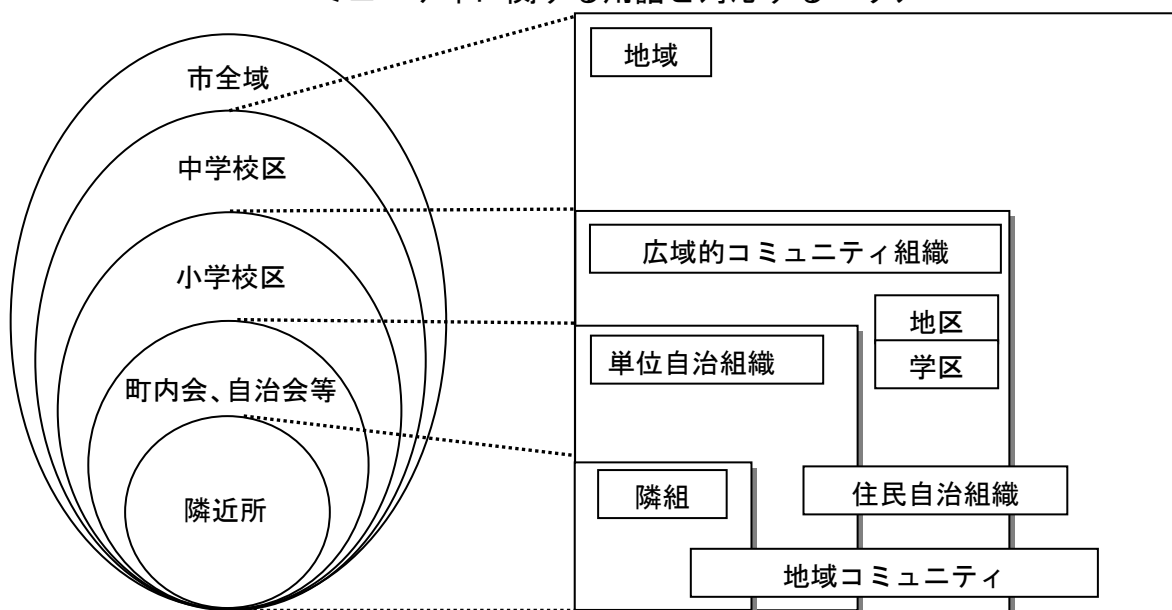 市全域
中学校区
小学校区
町内会、自治会等
隣近所
地域
広域的コミュニティ組織
地区
学区
単位自治組織
隣組
住民自治組織
地域コミュニティ